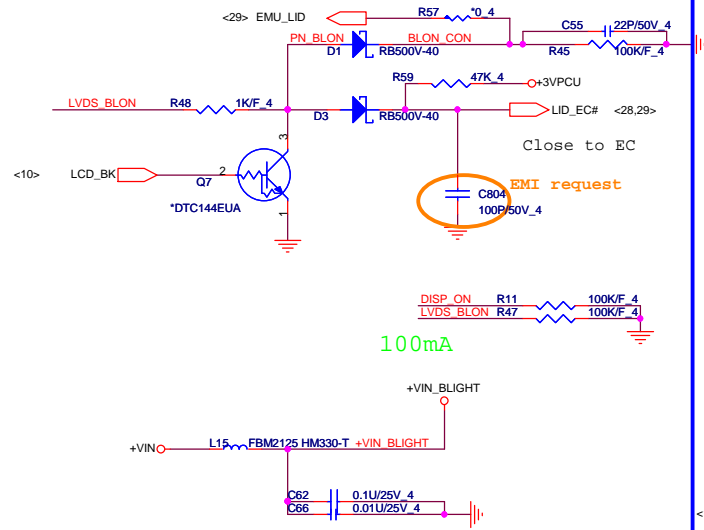 <29> EMU_LID R57 *0_4 C55 22P/50V_4
PN_BLON BLON_CON
D1 RB500V-40 R45 100K/F_4
R59 47K_4 +3VPCU
LVDS_BLON R48 1K/F_4
D3 RB500V-40 LID_EC# <28,29>
3
Close to EC
<10> LCD_BK 2
Q7
*DTC144EUA
1
EMI request
C804
100P/50V_4
DISP_ON R11 100K/F_4
LVDS_BLON R47 100K/F_4
100mA
+VIN_BLIGHT
+VIN L15 FBM2125 HM330-T +VIN_BLIGHT
C62 0.1U/25V_4
C66 0.01U/25V_4
<